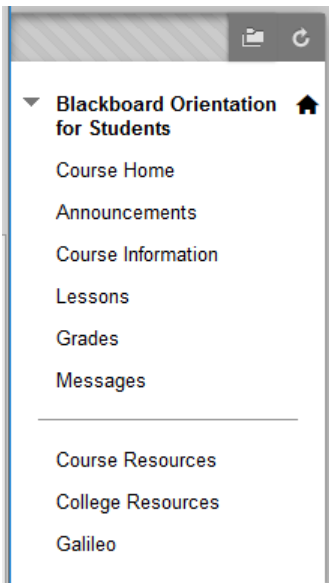 Blackboard Orientation
for Students
Course Home
Announcements
Course Information
Lessons
Grades
Messages
Course Resources
College Resources
Galileo